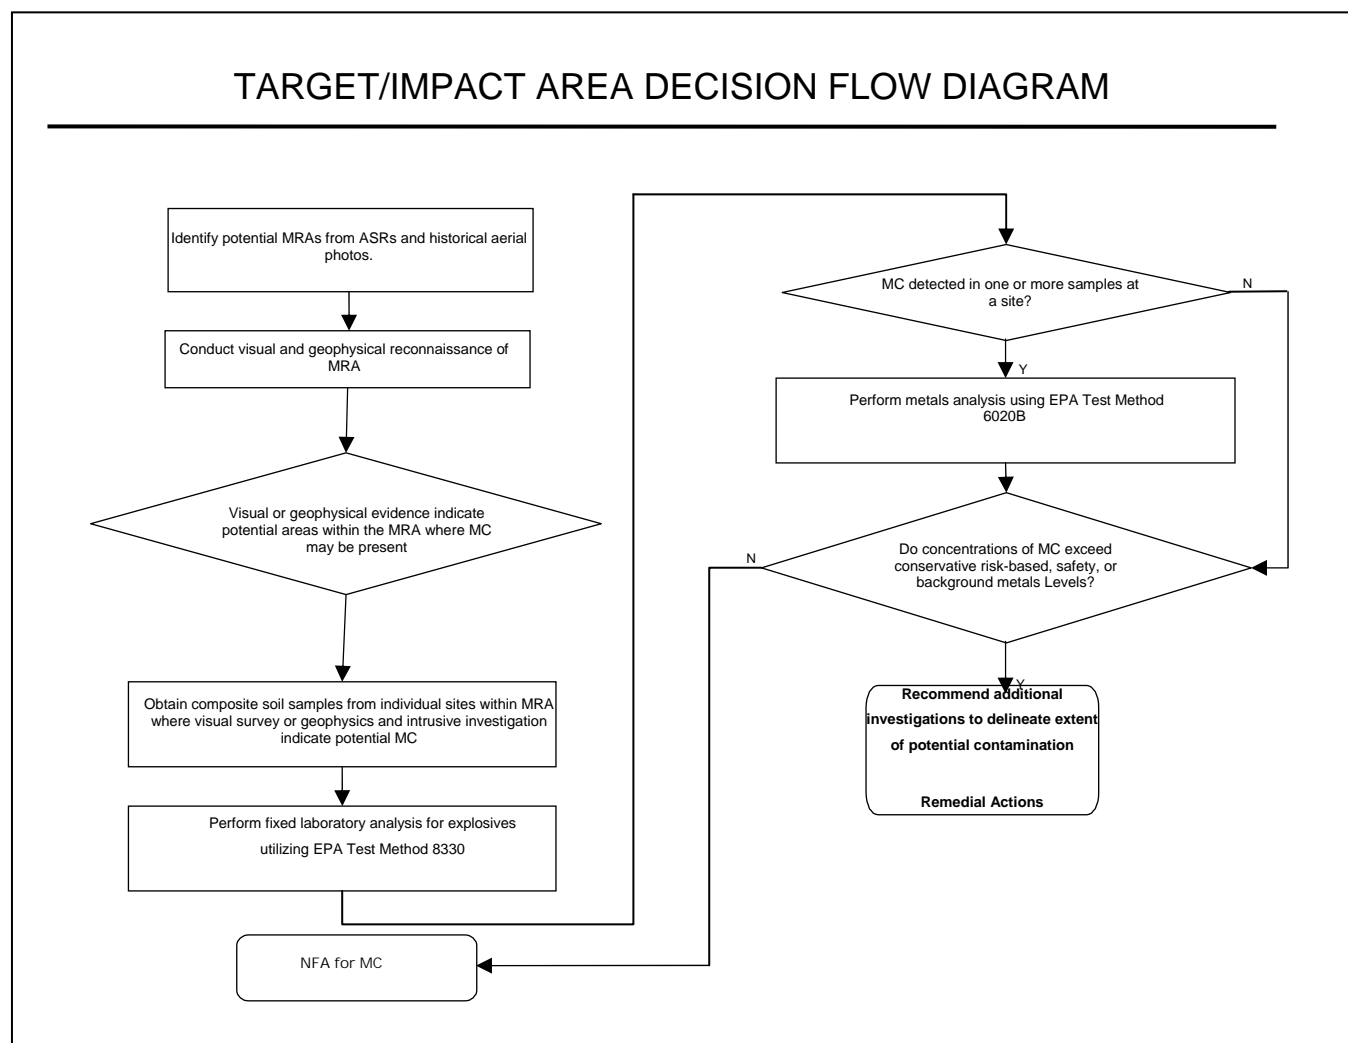 TARGET/IMPACT AREA DECISION FLOW DIAGRAM
Identify potential MRAs from ASRs and historical aerial
photos.
Conduct visual and geophysical reconnaissance of
MRA
Visual or geophysical evidence indicate
potential areas within the MRA where MC
may be present
Obtain composite soil samples from individual sites within MRA
where visual survey or geophysics and intrusive investigation
indicate potential MC
Perform fixed laboratory analysis for explosives
utilizing EPA Test Method 8330
NFA for MC
MC detected in one or more samples at
a site?
N
Y
Perform metals analysis using EPA Test Method
6020B
Do concentrations of MC exceed
conservative risk-based, safety, or
background metals Levels?
N
Y
Recommend additional
investigations to delineate extent
of potential contamination
Remedial Actions